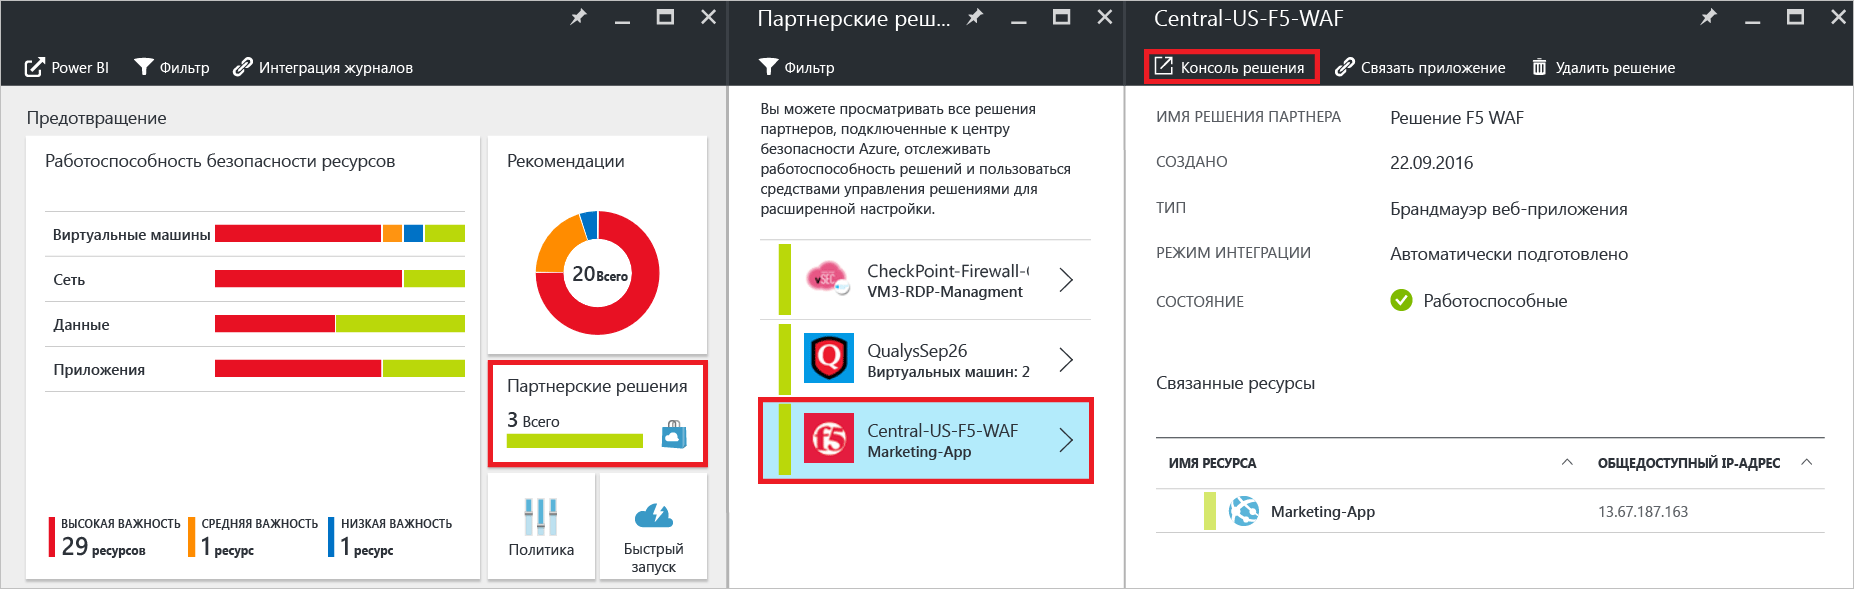 Power BI
Фильтр
Интеграция журналов
Предотвращение
Работоспособность безопасности ресурсов
Виртуальные машины
Сеть
Данные
Приложения
ВЫСОКАЯ ВАЖНОСТЬ
29 ресурсов
СРЕДНЯЯ ВАЖНОСТЬ
1 ресурс
НИЗКАЯ ВАЖНОСТЬ
1 ресурс
Рекомендации
20 Всего
Партнерские решения
3 Всего
Политика
Быстрый
запуск
Партнерские реш...
Фильтр
Вы можете просматривать все решения
партнеров, подключенные к центру
безопасности Azure, отслеживать
работоспособность решений и пользоваться
средствами управления решениями для
расширенной настройки.
vSEC
CheckPoint-Firewall-
VM3-RDP-Managment
QualysSep26
Виртуальных машин: 2
f5
Central-US-F5-WAF
Marketing-App
Central-US-F5-WAF
Консоль решения
Связать приложение
Удалить решение
ИМЯ РЕШЕНИЯ ПАРТНЕРА
Решение F5 WAF
СОЗДАНО
22.09.2016
ТИП
Брандмауэр веб-приложения
РЕЖИМ ИНТЕГРАЦИИ
Автоматически подготовлено
СОСТОЯНИЕ
Работоспособные
Связанные ресурсы
ИМЯ РЕСУРСА
ОБЩЕДОСТУПНЫЙ IP-АДРЕС
Marketing-App
13.67.187.163